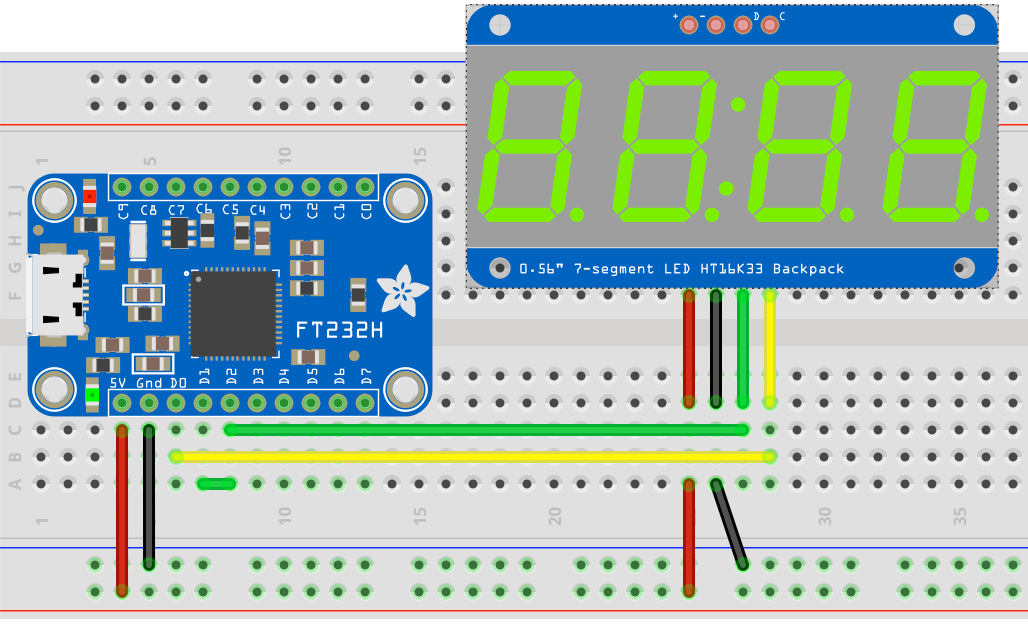 + - D C
1 5 10 15
J
I
H
G
F
C9 C8 C7 C6 C5 C4 C3 C2 C1 C0
0.56" 7-segment LED HT16K33 Backpack
FT232H
5V Gnd D0 D1 D2 D3 D4 D5 D6 D7
E
D
C
B
A
1 10 15 20 30 35